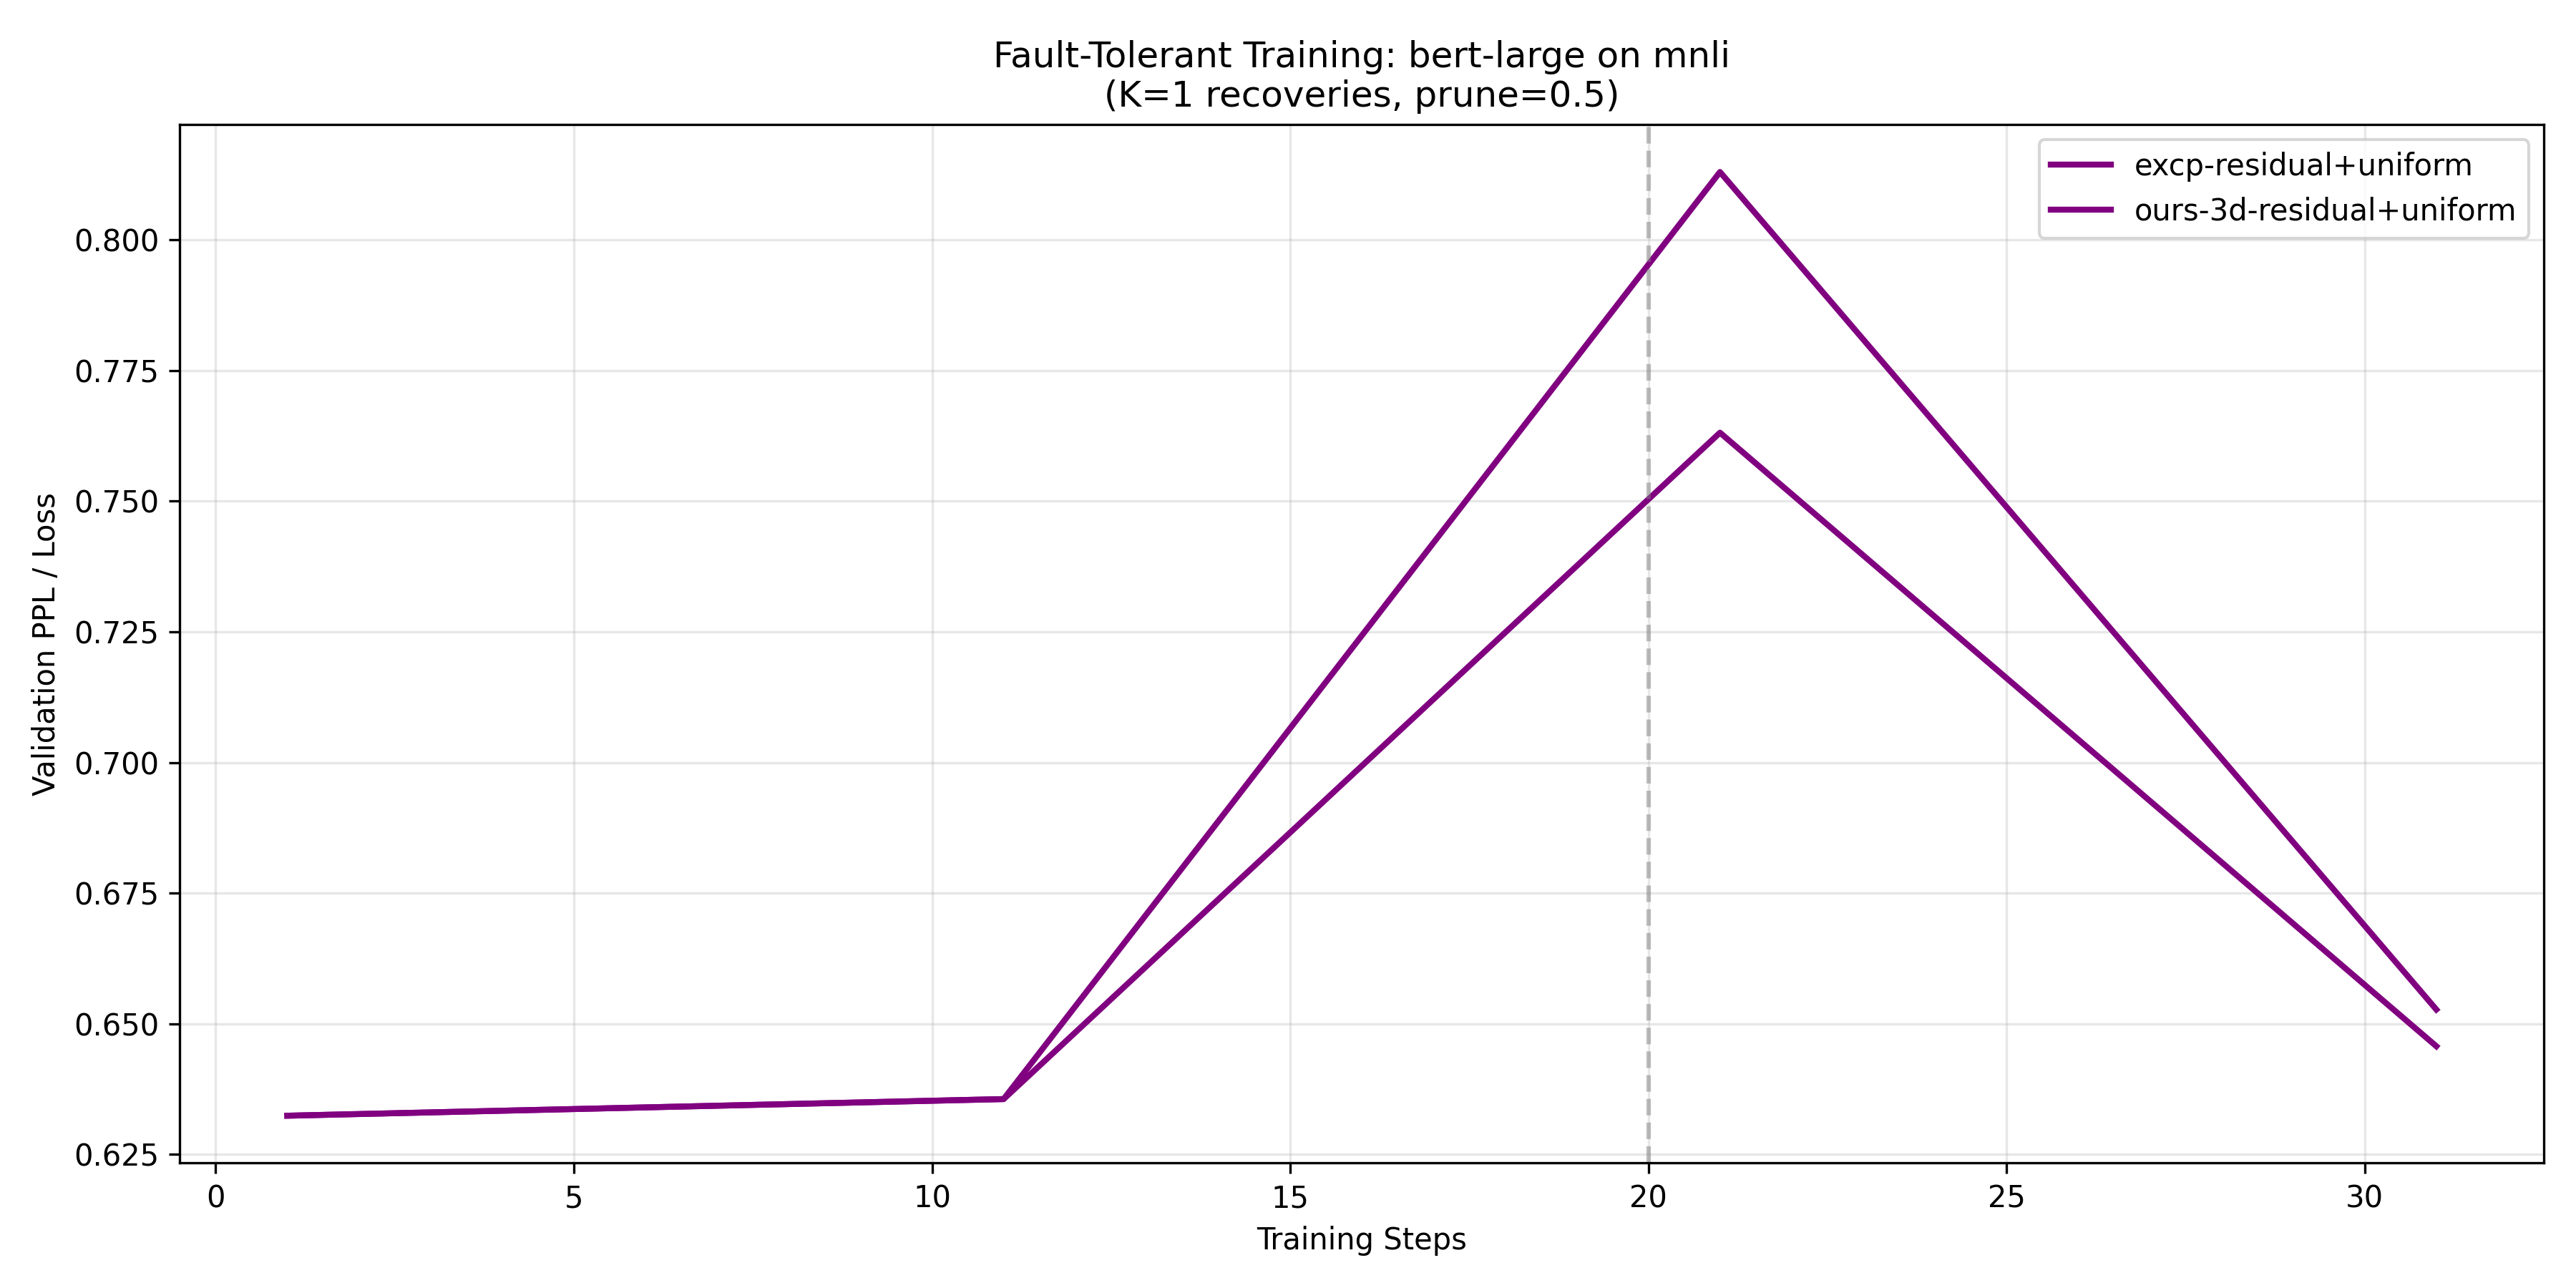 Fault-Tolerant Training: bert-large on mnli
(K=1 recoveries, prune=0.5)
excp-residual+uniform
ours-3d-residual+uniform
Validation PPL / Loss
0.800
0.775
0.750
0.725
0.700
0.675
0.650
0.625
0 5 10 15 20 25 30
Training Steps